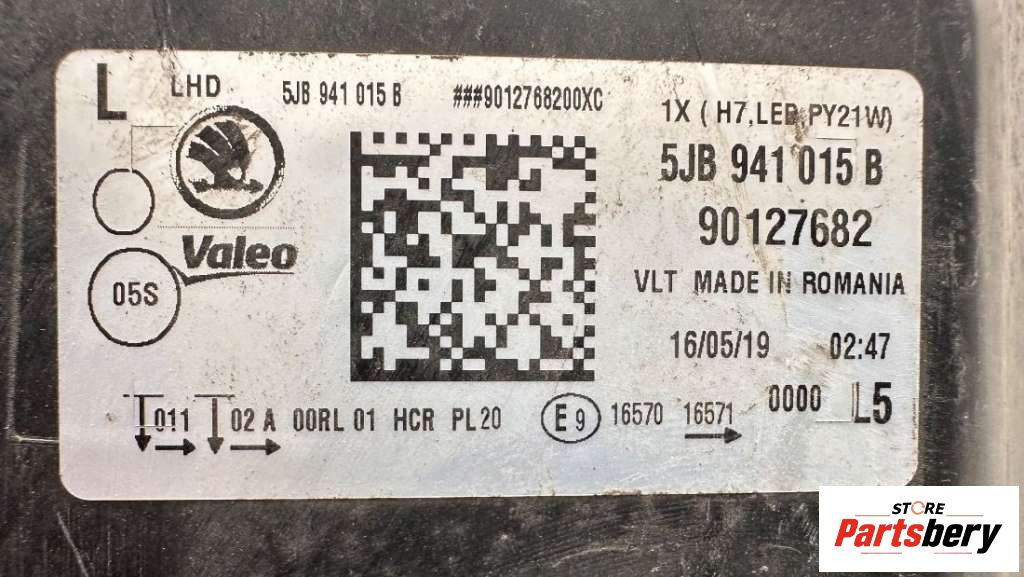 L LHD 5JB 941 015 B ###9012768200XC 1X ( H7,LED,PY21W)
5JB 941 015 B
Valeo 90127682
05S VLT MADE IN ROMANIA
16/05/19 02:47
011 02 A 00RL 01 HCR PL20 E9 16570 16571 0000 L5
STORE
Partsbery